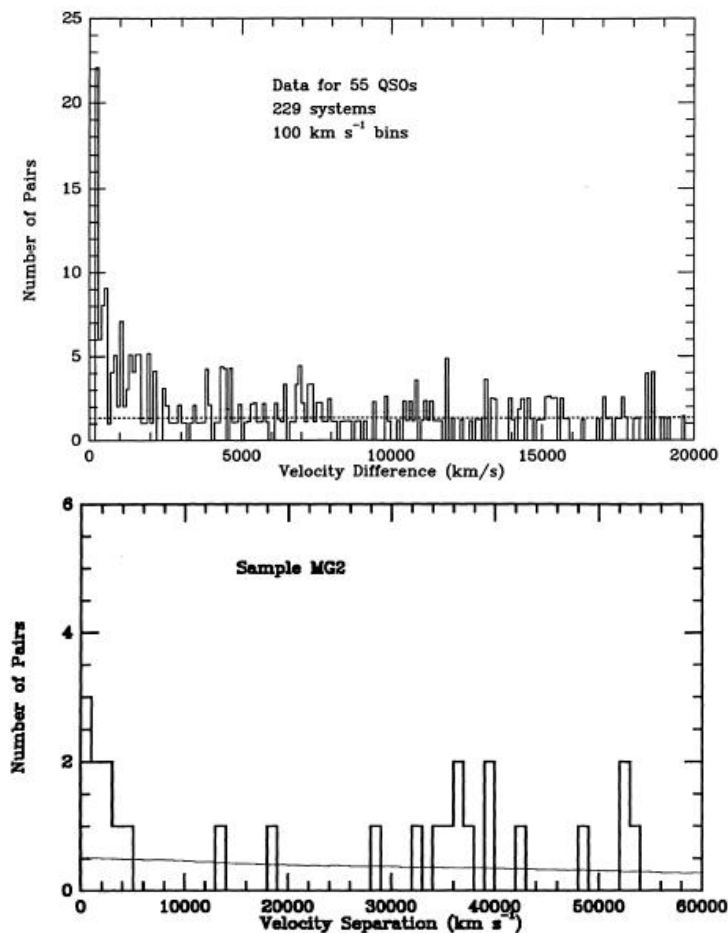 25
20
15
10
5
0
Number of Pairs
Data for 55 QSOs
229 systems
100 km s⁻¹ bins
0 5000 10000 15000 20000
Velocity Difference (km/s)
6
4
2
0
Number of Pairs
Sample MG2
0 10000 20000 30000 40000 50000 60000
Velocity Separation (km s⁻¹)